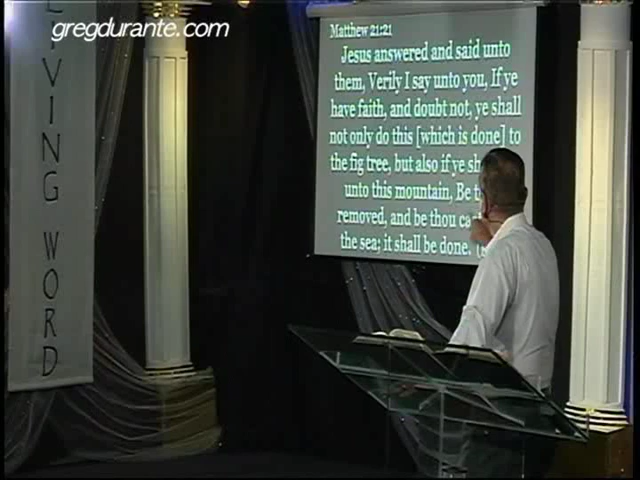 gregdurante.com
LIVING WORD
Matthew 21:21
Jesus answered and said unto
them, Verily I say unto you, If ye
have faith, and doubt not, ye shall
not only do this [which is done] to
the fig tree, but also if ye
unto this mountain, Be
removed, and be thou
the sea; it shall be done.